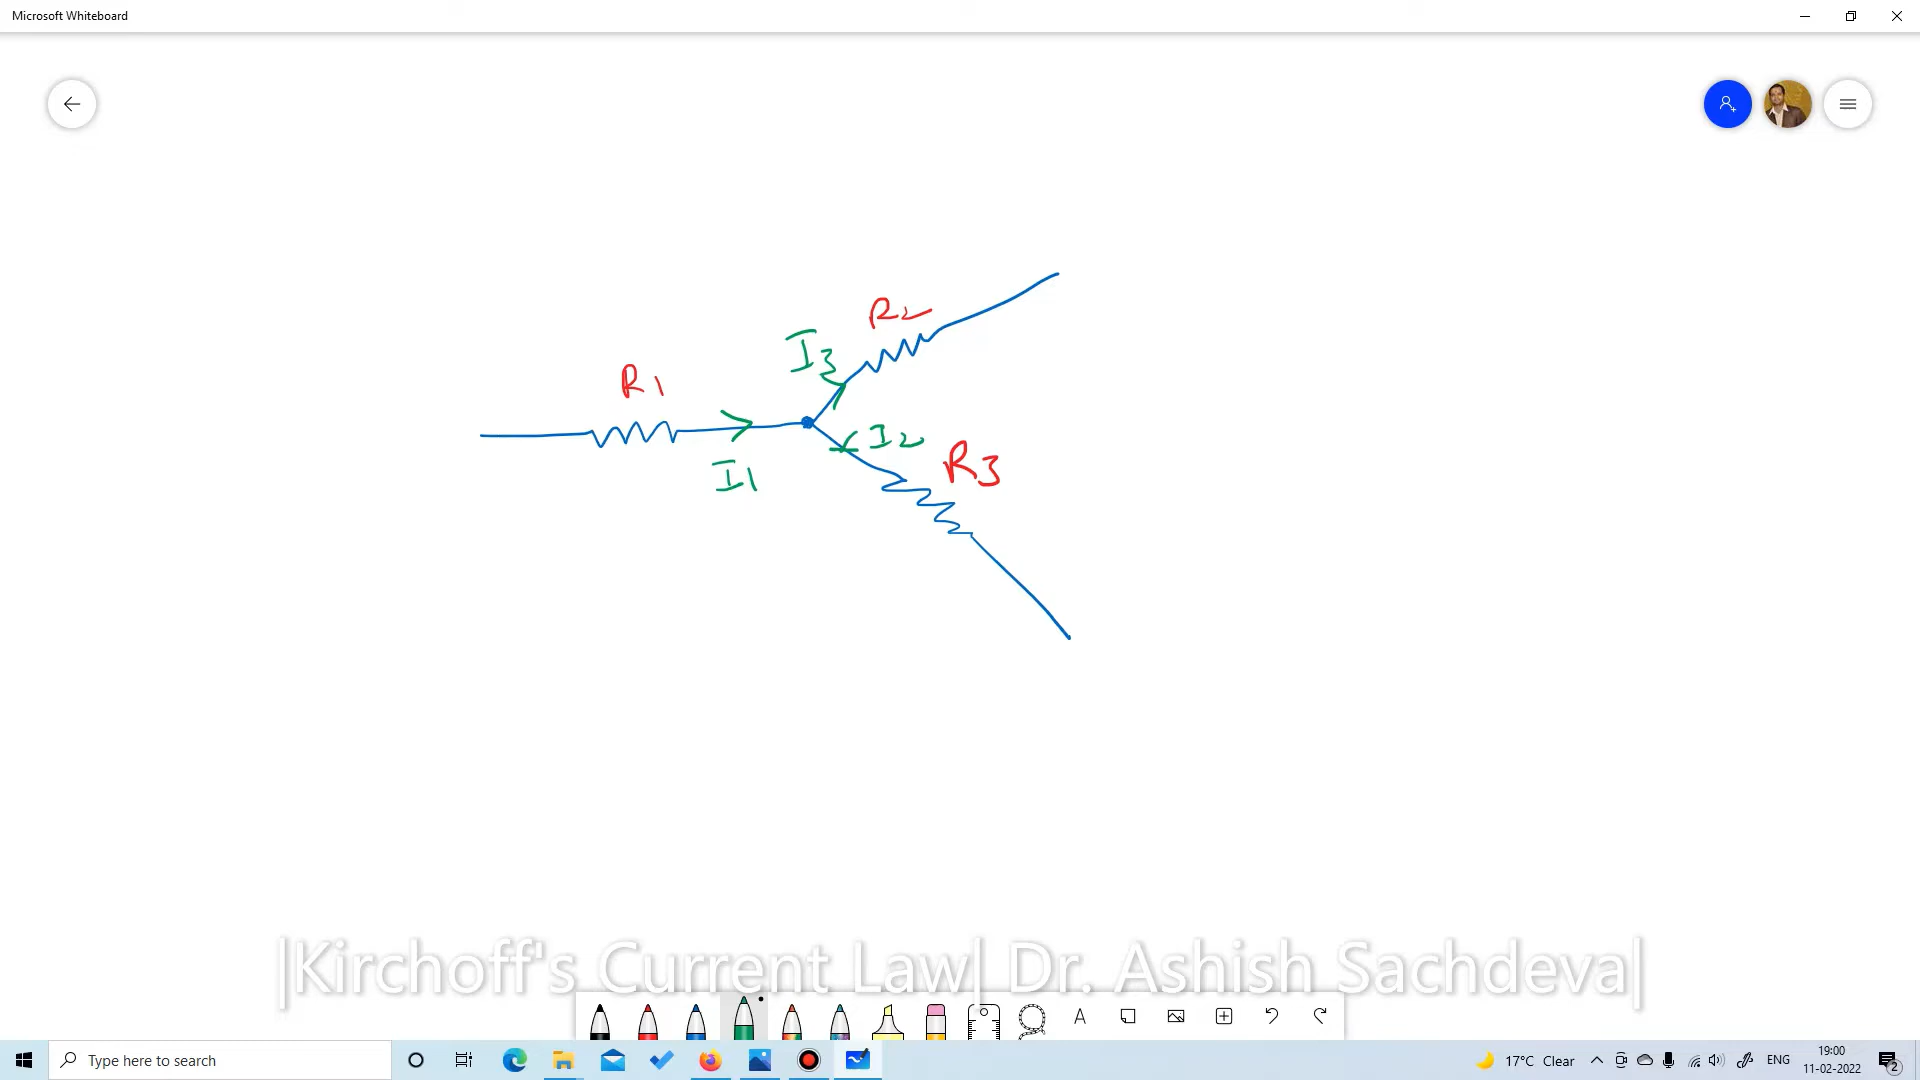 Microsoft Whiteboard
R2
I3
R1
I2
R3
I1
|Kirchoff's Current Law| Dr. Ashish Sachdeva|
A
Type here to search
17°C Clear
ENG
19:00
11-02-2022
2